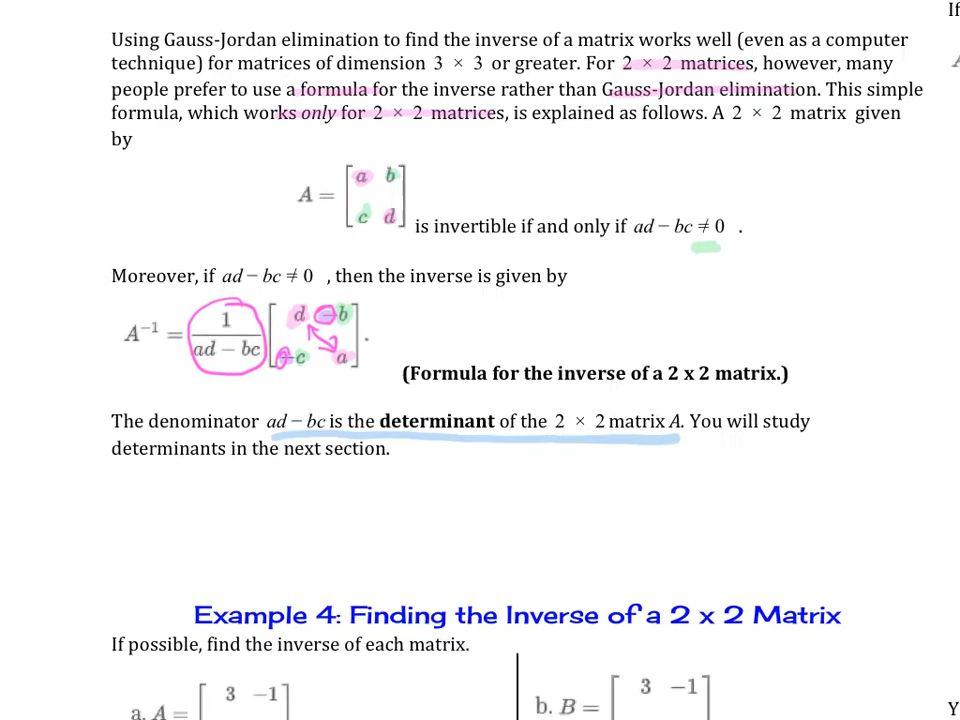 If
Using Gauss-Jordan elimination to find the inverse of a matrix works well (even as a computer
technique) for matrices of dimension 3 × 3 or greater. For 2 × 2 matrices, however, many
people prefer to use a formula for the inverse rather than Gauss-Jordan elimination. This simple
formula, which works only for 2 × 2 matrices, is explained as follows. A 2 × 2 matrix given
by
A = [a b
c d] is invertible if and only if ad − bc ≠ 0 .
Moreover, if ad − bc ≠ 0 , then the inverse is given by
A⁻¹ = 1/(ad − bc) [d −b
−c a].
(Formula for the inverse of a 2 x 2 matrix.)
The denominator ad − bc is the determinant of the 2 × 2 matrix A. You will study
determinants in the next section.
Example 4: Finding the Inverse of a 2 x 2 Matrix
If possible, find the inverse of each matrix.
a. A = [3 −1]
b. B = [3 −1]
Y